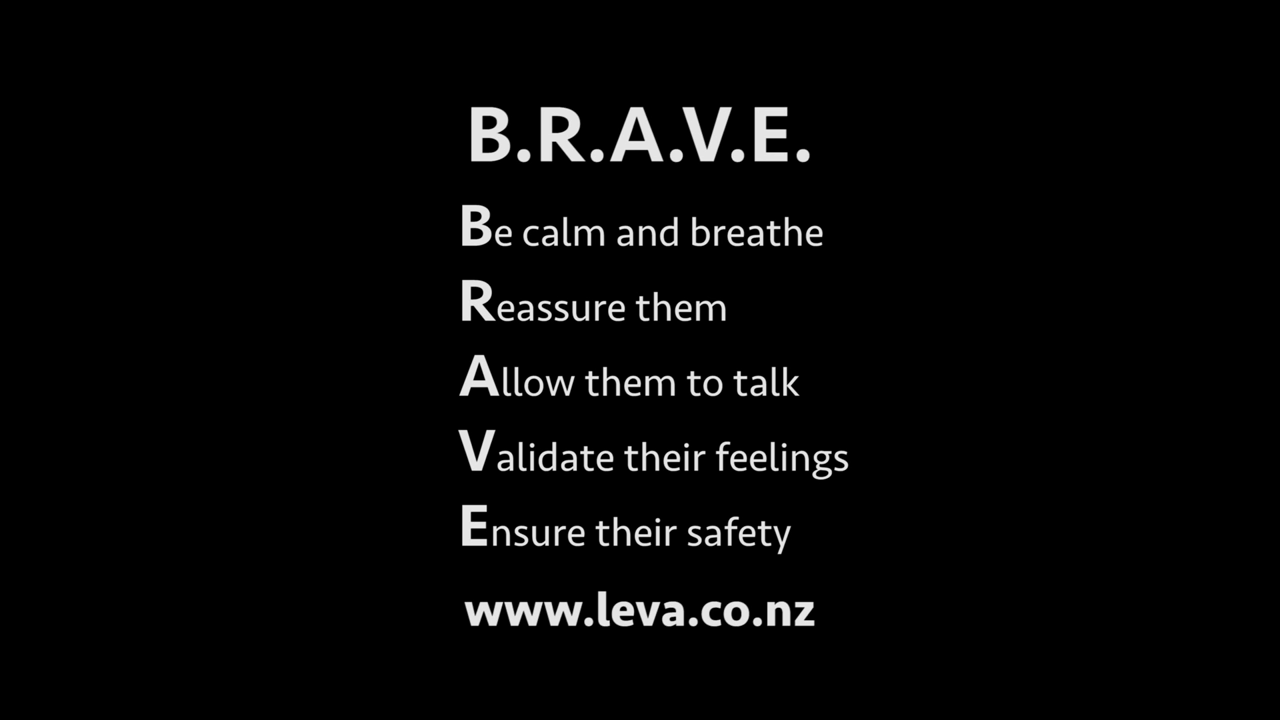 B.R.A.V.E.
Be calm and breathe
Reassure them
Allow them to talk
Validate their feelings
Ensure their safety
www.leva.co.nz